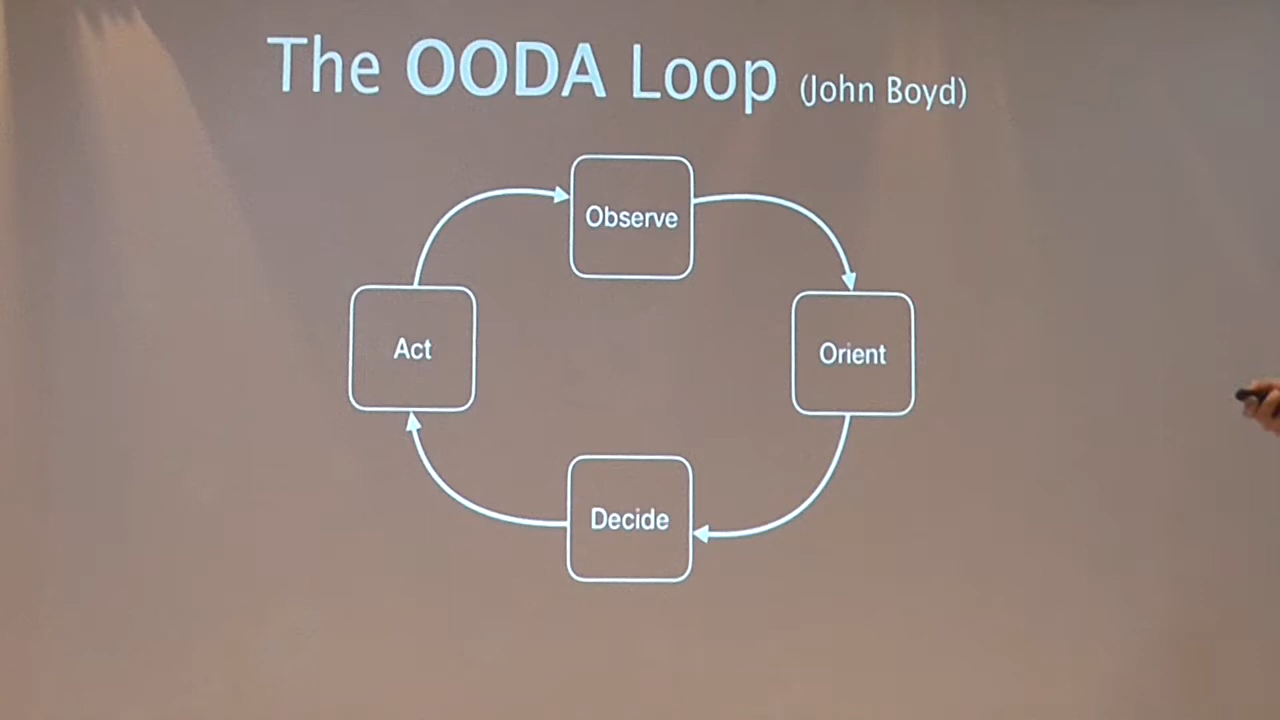 The OODA Loop (John Boyd)
Observe
Orient
Decide
Act